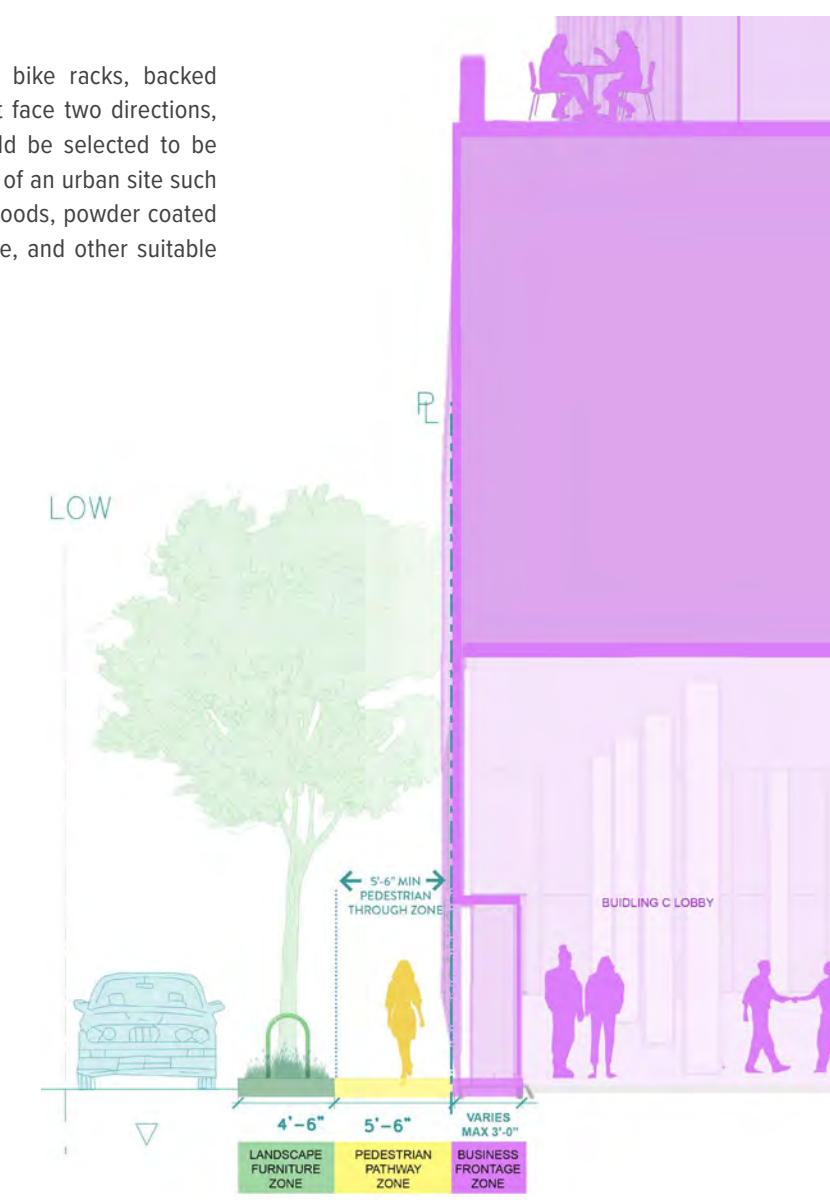 bike racks, backed
face two directions,
be selected to be
of an urban site such
powder coated
and other suitable
PL
LOW
5'-6" MIN
PEDESTRIAN
THROUGH ZONE
BUIDLING C LOBBY
4'-6"
5'-6"
VARIES
MAX 3'-0"
LANDSCAPE
FURNITURE
ZONE
PEDESTRIAN
PATHWAY
ZONE
BUSINESS
FRONTAGE
ZONE